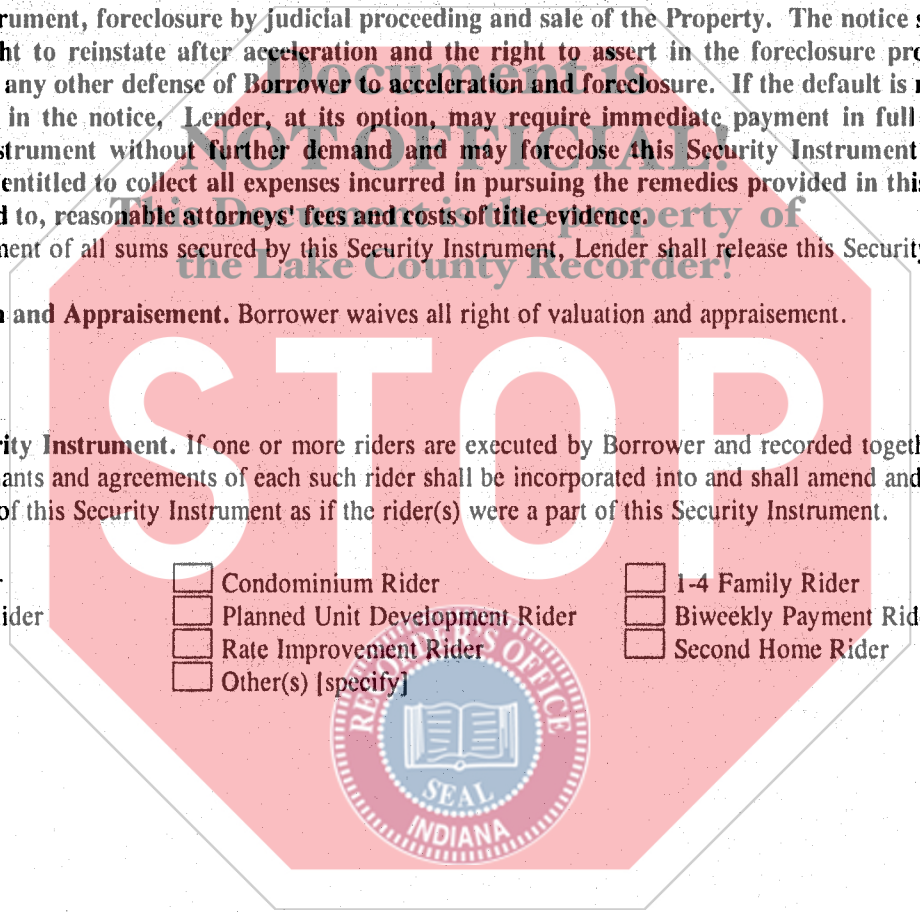 rument, foreclosure by judicial proceeding and sale of the Property. The notice s
ht to reinstate after acceleration and the right to assert in the foreclosure pro
any other defense of Borrower to acceleration and foreclosure. If the default is n
in the notice, Lender, at its option, may require immediate payment in full
strument without further demand and may foreclose this Security Instrument
entitled to collect all expenses incurred in pursuing the remedies provided in this
d to, reasonable attorneys' fees and costs of title evidence.
ment of all sums secured by this Security Instrument, Lender shall release this Security
n and Appraisement. Borrower waives all right of valuation and appraisement.
rity Instrument. If one or more riders are executed by Borrower and recorded togeth
ants and agreements of each such rider shall be incorporated into and shall amend and
of this Security Instrument as if the rider(s) were a part of this Security Instrument.
Condominium Rider 1-4 Family Rider
ider Planned Unit Development Rider Biweekly Payment Rid
Rate Improvement Rider Second Home Rider
Other(s) [specify]
Document is
NOT OFFICIAL!
This Document is the property of
the Lake County Recorder!
STOP
RECORDER'S OFFICE
SEAL
INDIANA